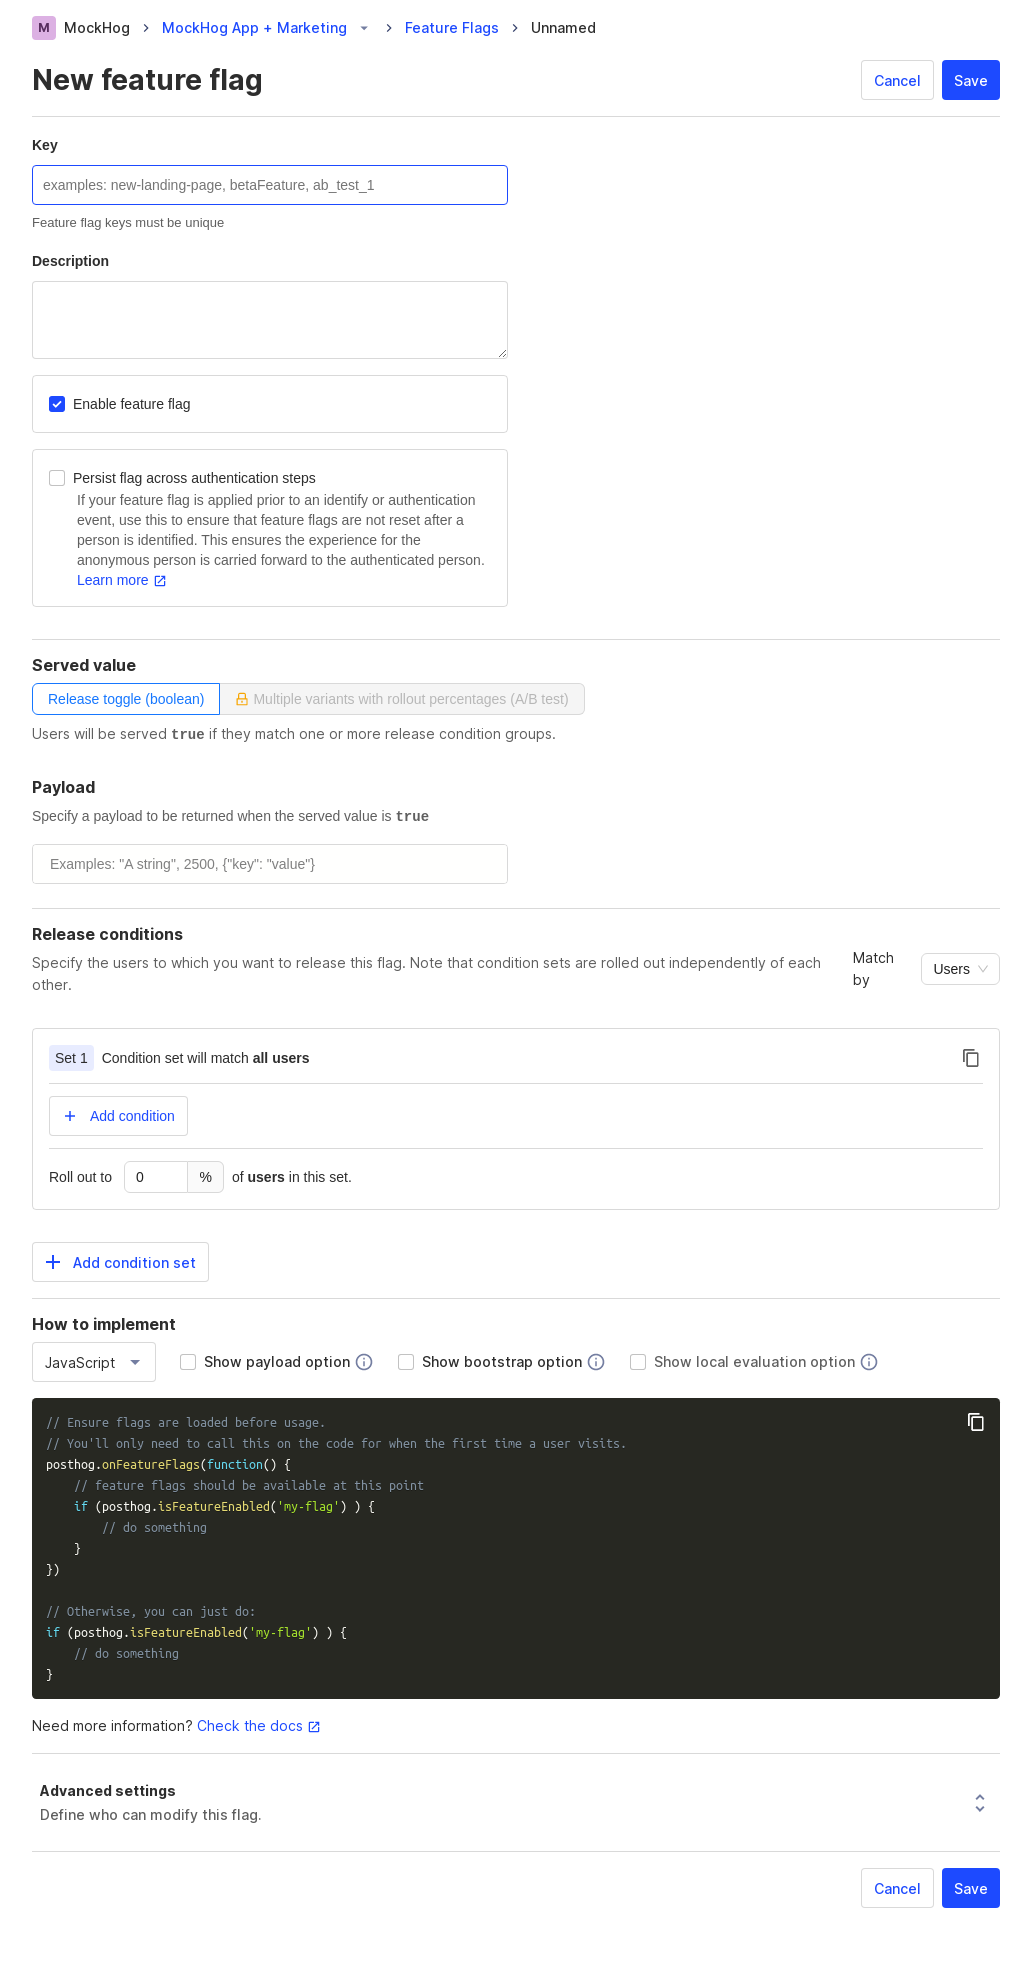 M MockHog MockHog App + Marketing Feature Flags Unnamed
New feature flag
Cancel Save
Key
examples: new-landing-page, betaFeature, ab_test_1
Feature flag keys must be unique
Description
Enable feature flag
Persist flag across authentication steps
If your feature flag is applied prior to an identify or authentication
event, use this to ensure that feature flags are not reset after a
person is identified. This ensures the experience for the
anonymous person is carried forward to the authenticated person.
Learn more
Served value
Release toggle (boolean) Multiple variants with rollout percentages (A/B test)
Users will be served true if they match one or more release condition groups.
Payload
Specify a payload to be returned when the served value is true
Examples: "A string", 2500, {"key": "value"}
Release conditions
Specify the users to which you want to release this flag. Note that condition sets are rolled out independently of each
other.
Match
by
Users
Set 1 Condition set will match all users
+ Add condition
Roll out to 0 % of users in this set.
+ Add condition set
How to implement
JavaScript Show payload option Show bootstrap option Show local evaluation option
// Ensure flags are loaded before usage.
// You'll only need to call this on the code for when the first time a user visits.
posthog.onFeatureFlags(function() {
    // feature flags should be available at this point
    if (posthog.isFeatureEnabled('my-flag') ) {
        // do something
    }
})
// Otherwise, you can just do:
if (posthog.isFeatureEnabled('my-flag') ) {
    // do something
}
Need more information? Check the docs
Advanced settings
Define who can modify this flag.
Cancel Save